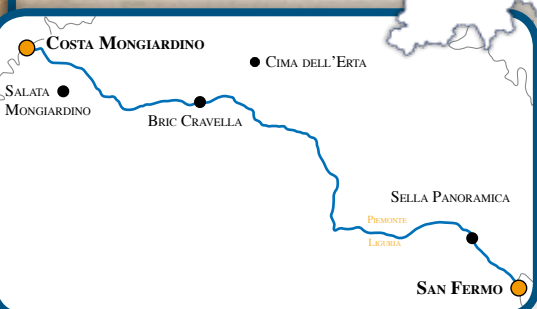 Costa Mongiardino
Cima dell'Erta
Salata
Mongiardino
Bric Cravella
Sella Panoramica
Piemonte
Liguria
San Fermo